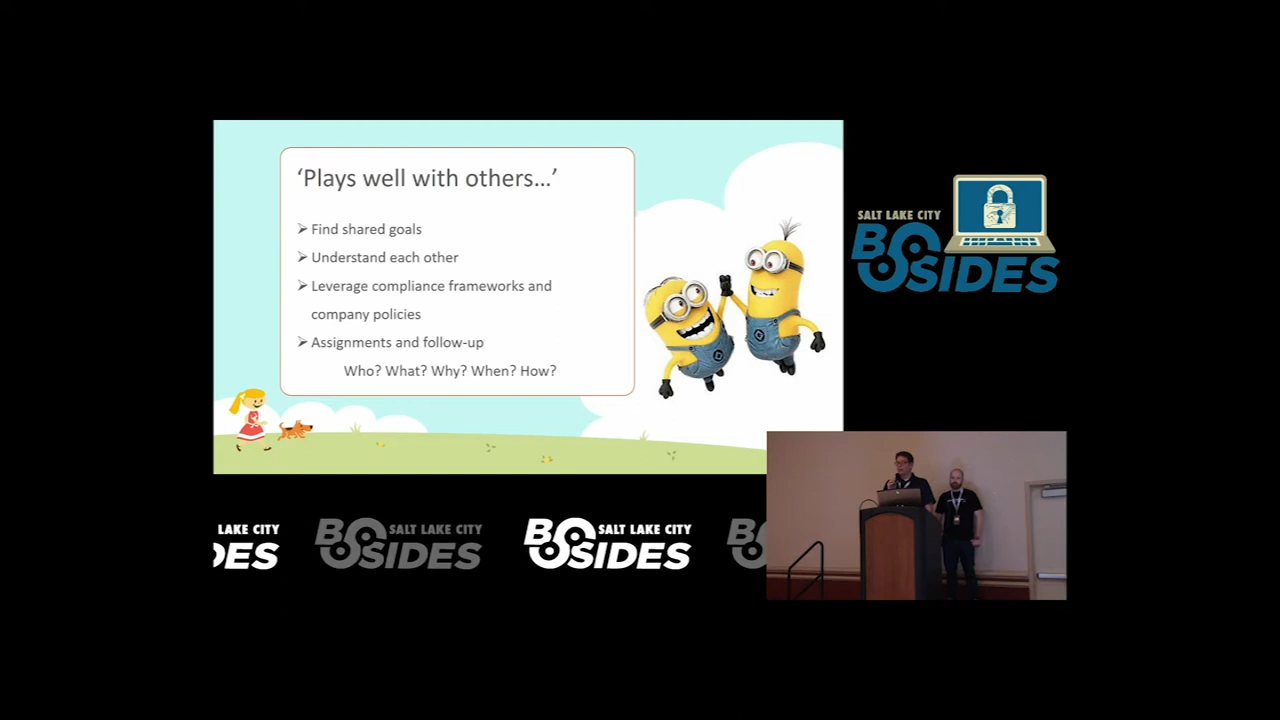 ‘Plays well with others…’
➢ Find shared goals
➢ Understand each other
➢ Leverage compliance frameworks and
company policies
➢ Assignments and follow-up
Who? What? Why? When? How?
SALT LAKE CITY
BSIDES
LAKE CITY
DES
SALT LAKE CITY
BSIDES
SALT LAKE CITY
BSIDES
B